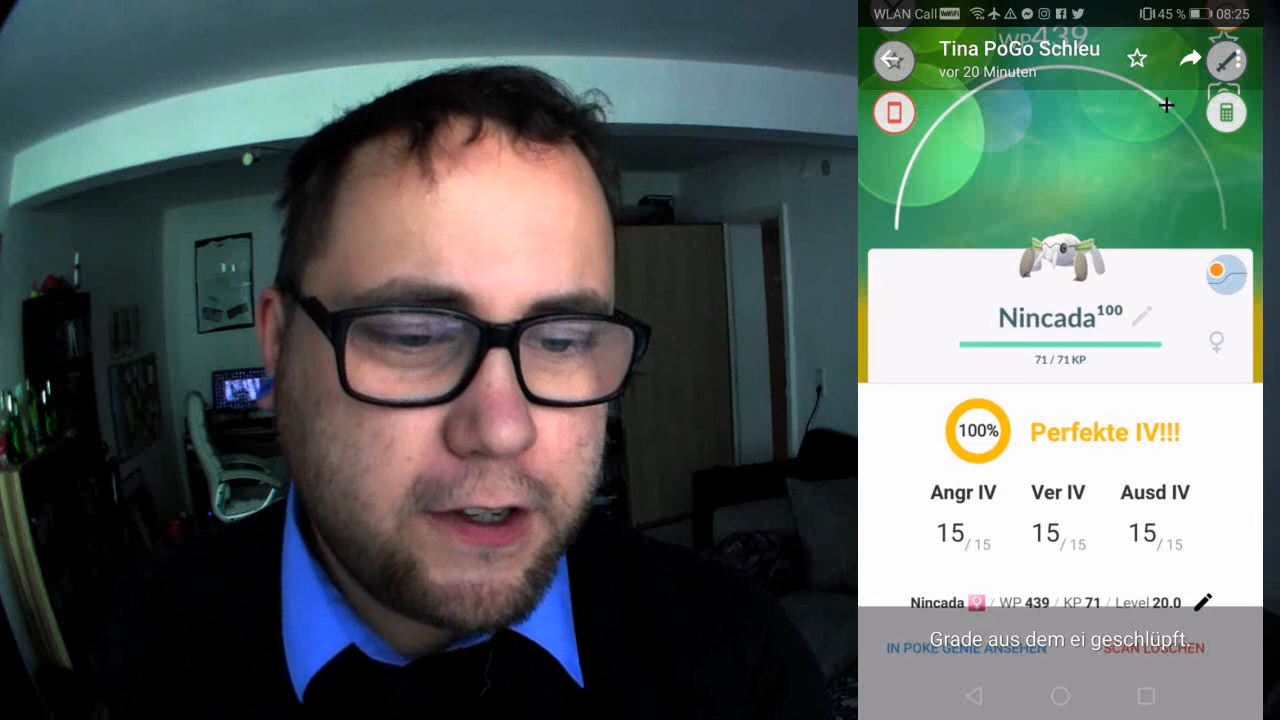 WLAN Call VoWiFi 45 % 08:25
WP439
Tina PoGo Schleu
vor 20 Minuten
Nincada¹⁰⁰
71 / 71 KP
100% Perfekte IV!!!
Angr IV Ver IV Ausd IV
15/15 15/15 15/15
Nincada / WP 439 / KP 71 / Level 20.0
Grade aus dem ei geschlüpft.
IN POKE GENIE ANSEHEN SCAN LÖSCHEN